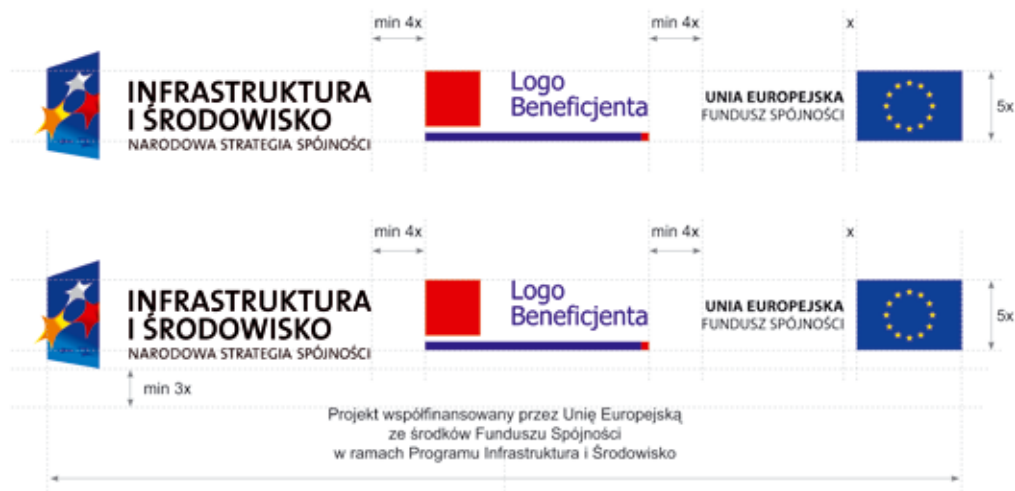 min 4x
min 4x
x
INFRASTRUKTURA
I ŚRODOWISKO
NARODOWA STRATEGIA SPÓJNOŚCI
Logo
Beneficjenta
UNIA EUROPEJSKA
FUNDUSZ SPÓJNOŚCI
5x
min 4x
min 4x
x
INFRASTRUKTURA
I ŚRODOWISKO
NARODOWA STRATEGIA SPÓJNOŚCI
Logo
Beneficjenta
UNIA EUROPEJSKA
FUNDUSZ SPÓJNOŚCI
5x
min 3x
Projekt współfinansowany przez Unię Europejską
ze środków Funduszu Spójności
w ramach Programu Infrastruktura i Środowisko